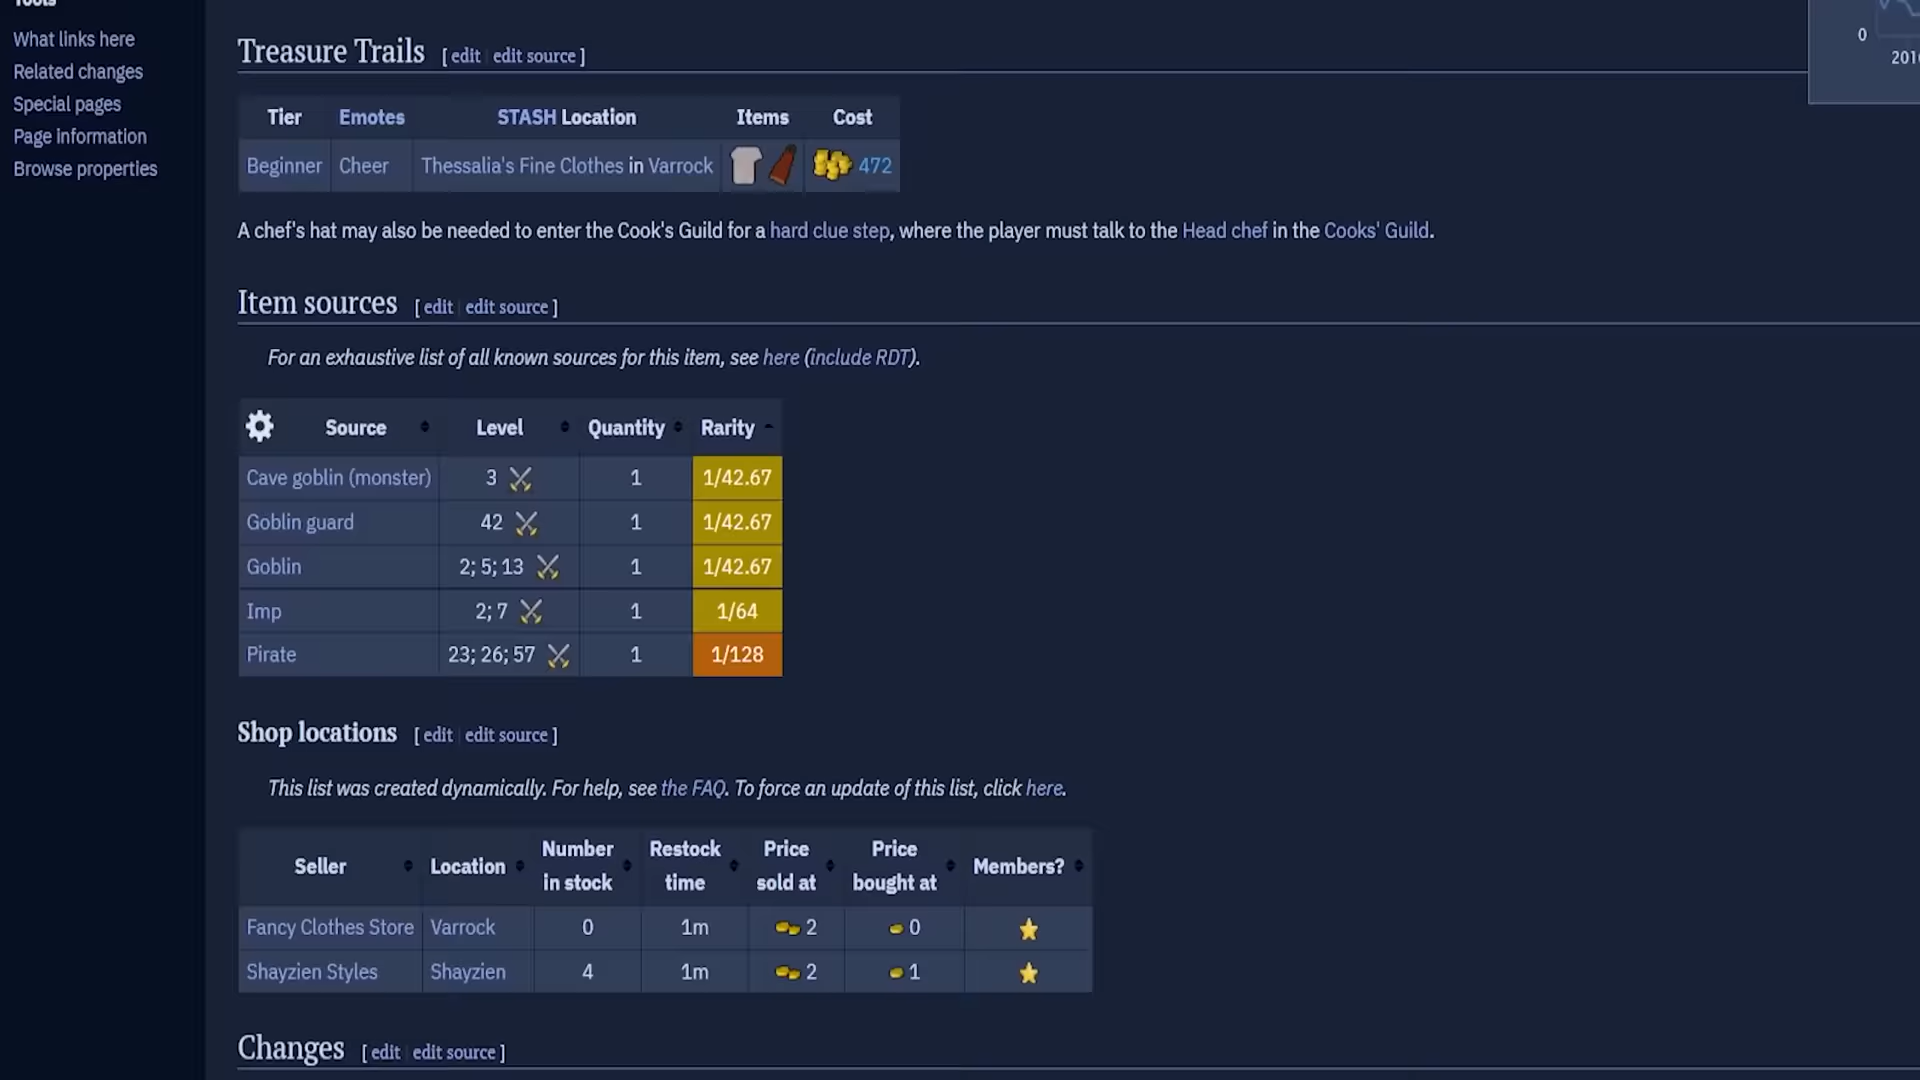 Tools
What links here
Related changes
Special pages
Page information
Browse properties
Treasure Trails [ edit | edit source ]
Tier Emotes STASH Location Items Cost
Beginner Cheer Thessalia's Fine Clothes in Varrock 472
A chef's hat may also be needed to enter the Cook's Guild for a hard clue step, where the player must talk to the Head chef in the Cooks' Guild.
Item sources [ edit | edit source ]
For an exhaustive list of all known sources for this item, see here (include RDT).
Source Level Quantity Rarity
Cave goblin (monster) 3 1 1/42.67
Goblin guard 42 1 1/42.67
Goblin 2; 5; 13 1 1/42.67
Imp 2; 7 1 1/64
Pirate 23; 26; 57 1 1/128
Shop locations [ edit | edit source ]
This list was created dynamically. For help, see the FAQ. To force an update of this list, click here.
Seller Location Number in stock Restock time Price sold at Price bought at Members?
Fancy Clothes Store Varrock 0 1m 2 0
Shayzien Styles Shayzien 4 1m 2 1
Changes [ edit | edit source ]
0